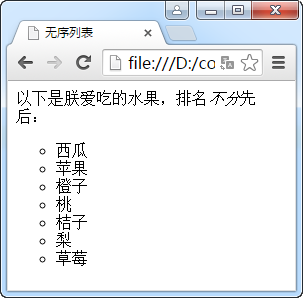 无序列表
file:///D:/co
以下是朕爱吃的水果，排名不分先
后：
西瓜
苹果
橙子
桃
桔子
梨
草莓